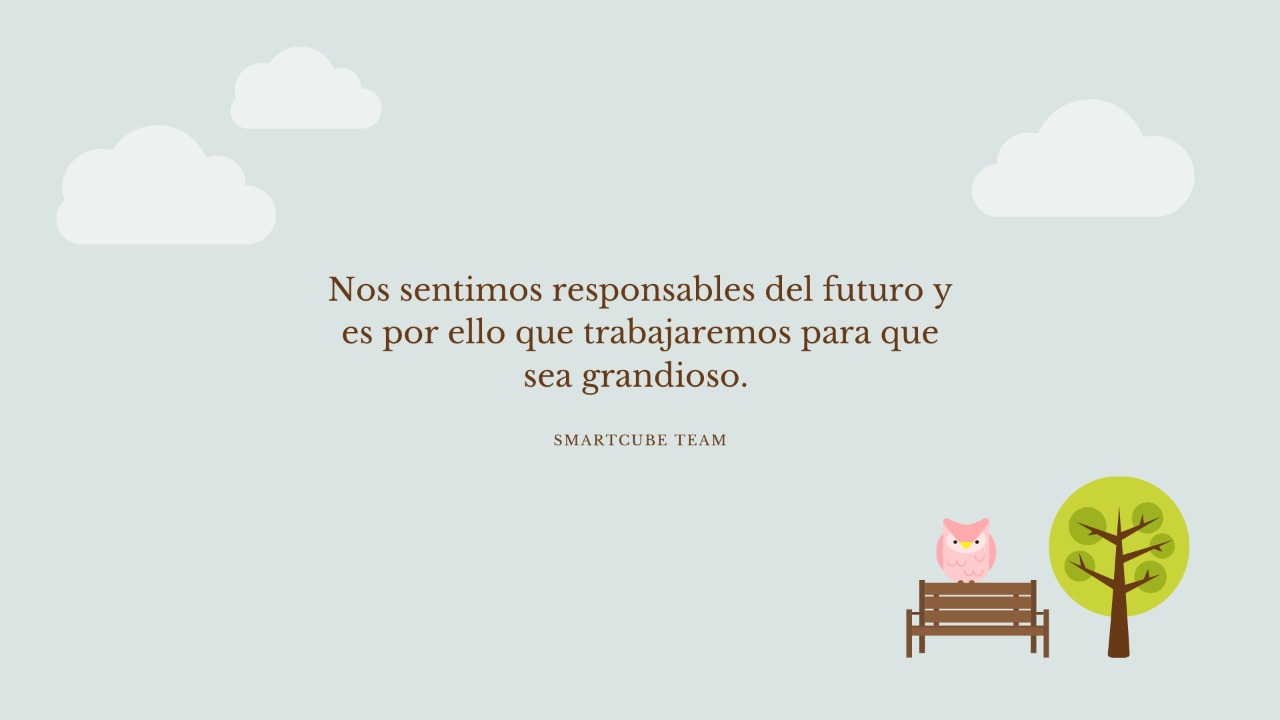 Nos sentimos responsables del futuro y
es por ello que trabajaremos para que
sea grandioso.
SMARTCUBE TEAM